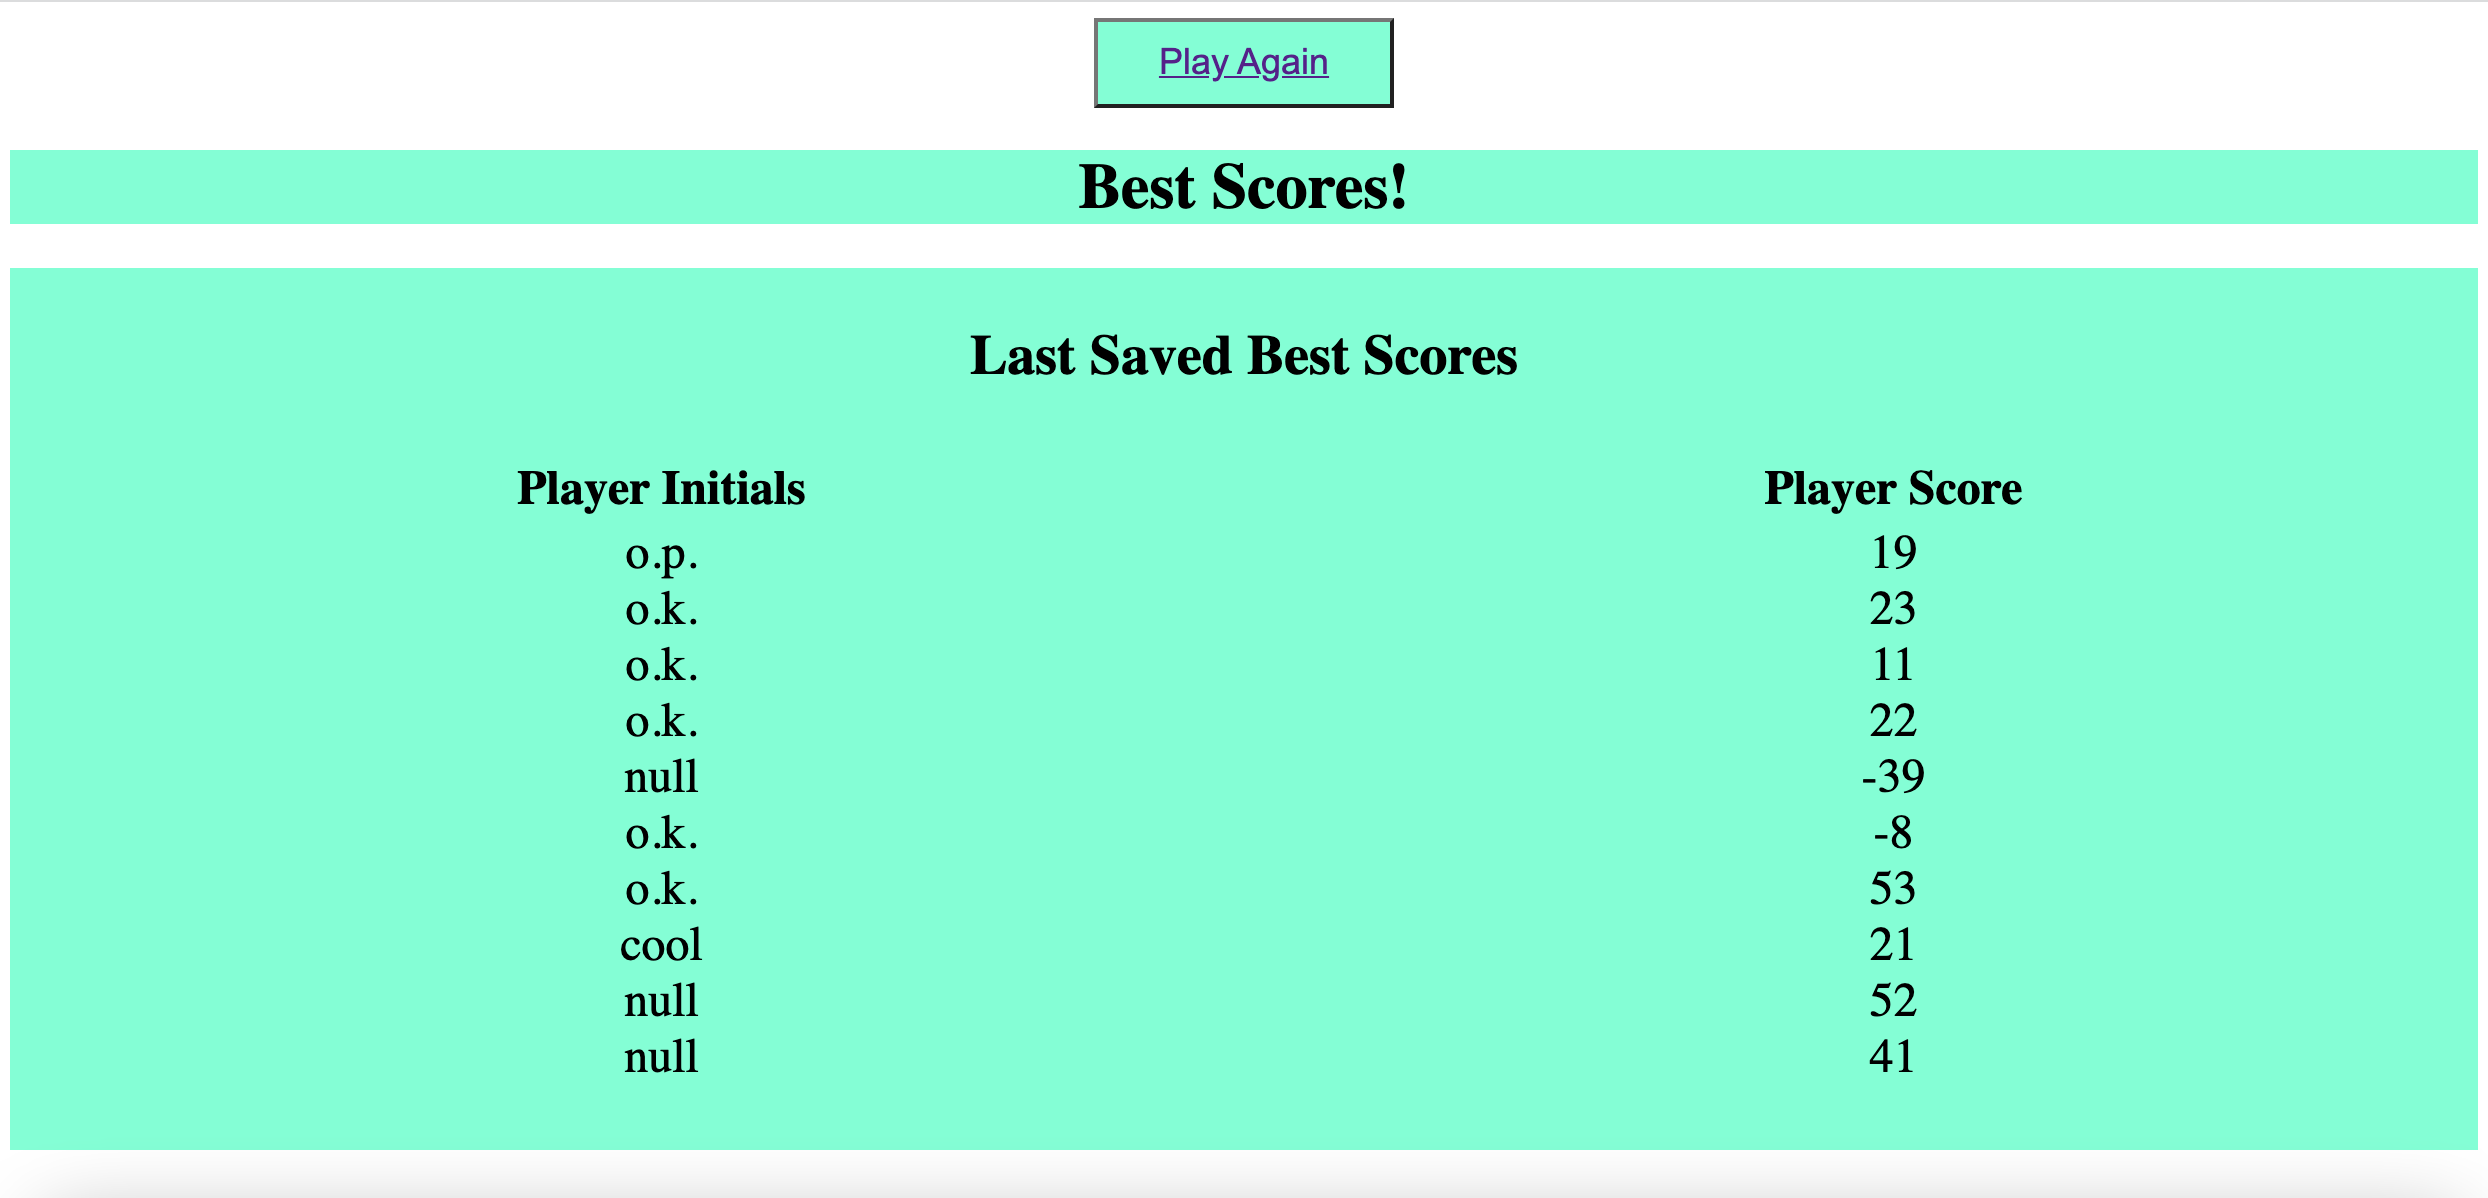 Play Again
Best Scores!
Last Saved Best Scores
Player Initials Player Score
o.p. 19
o.k. 23
o.k. 11
o.k. 22
null -39
o.k. -8
o.k. 53
cool 21
null 52
null 41